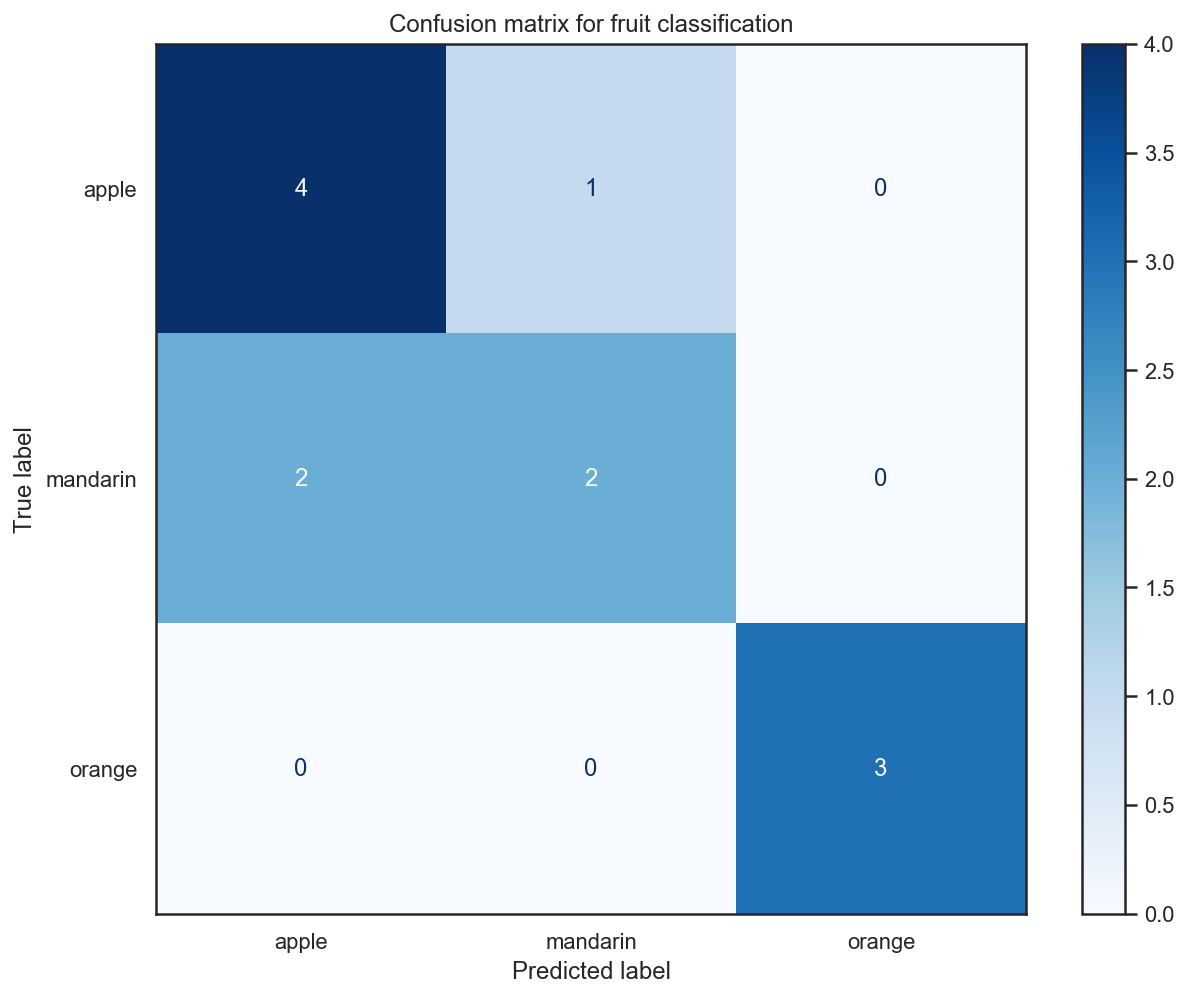 Confusion matrix for fruit classification
apple
4
1
0
mandarin
2
2
0
orange
0
0
3
True label
apple
mandarin
orange
Predicted label
4.0
3.5
3.0
2.5
2.0
1.5
1.0
0.5
0.0